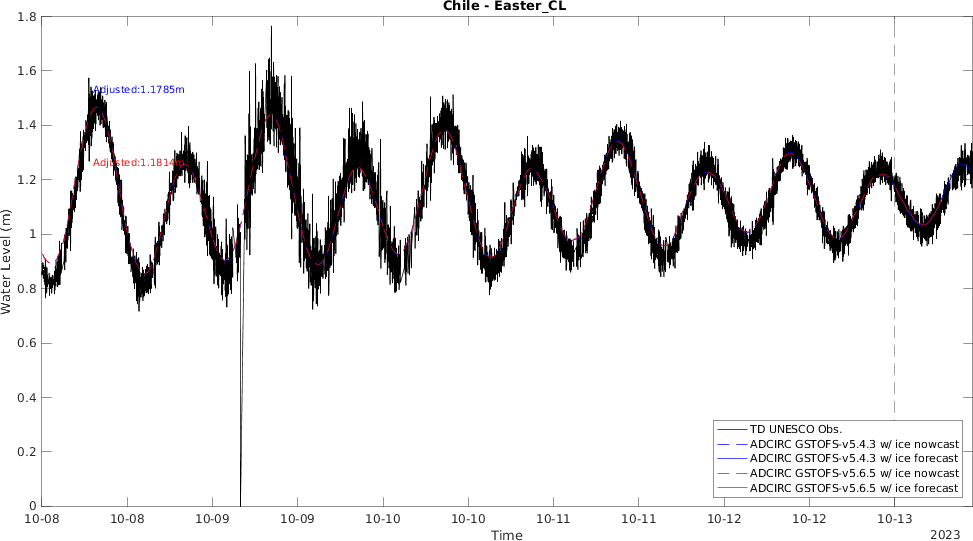 Chile - Easter_CL
1.8
1.6
1.4
1.2
1
0.8
0.6
0.4
0.2
0
Water Level (m)
Adjusted:1.1785m
Adjusted:1.1814m
TD UNESCO Obs.
ADCIRC GSTOFS-v5.4.3 w/ ice nowcast
ADCIRC GSTOFS-v5.4.3 w/ ice forecast
ADCIRC GSTOFS-v5.6.5 w/ ice nowcast
ADCIRC GSTOFS-v5.6.5 w/ ice forecast
10-08 10-08 10-09 10-09 10-10 10-10 10-11 10-11 10-12 10-12 10-13
Time
2023